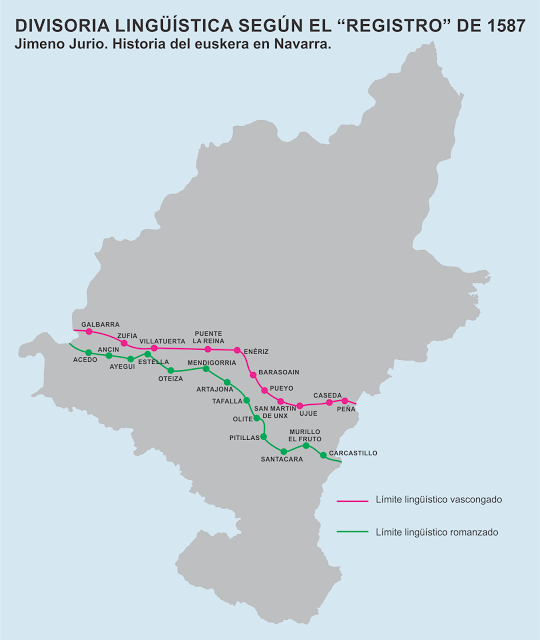 DIVISORIA LINGÜÍSTICA SEGÚN EL “REGISTRO” DE 1587
Jimeno Jurio. Historia del euskera en Navarra.
GALBARRA
ZUFIA
VILLATUERTA
PUENTE
LA REINA
ENÉRIZ
ANCIN
ACEDO
AYEGUI
ESTELLA
OTEIZA
MENDIGORRIA
BARASOAIN
ARTAJONA
PUEYO
TAFALLA
SAN MARTIN
DE UNX
CASEDA
UJUE
PEÑA
OLITE
PITILLAS
MURILLO
EL FRUTO
SANTACARA
CARCASTILLO
Límite lingüístico vascongado
Límite lingüístico romanzado